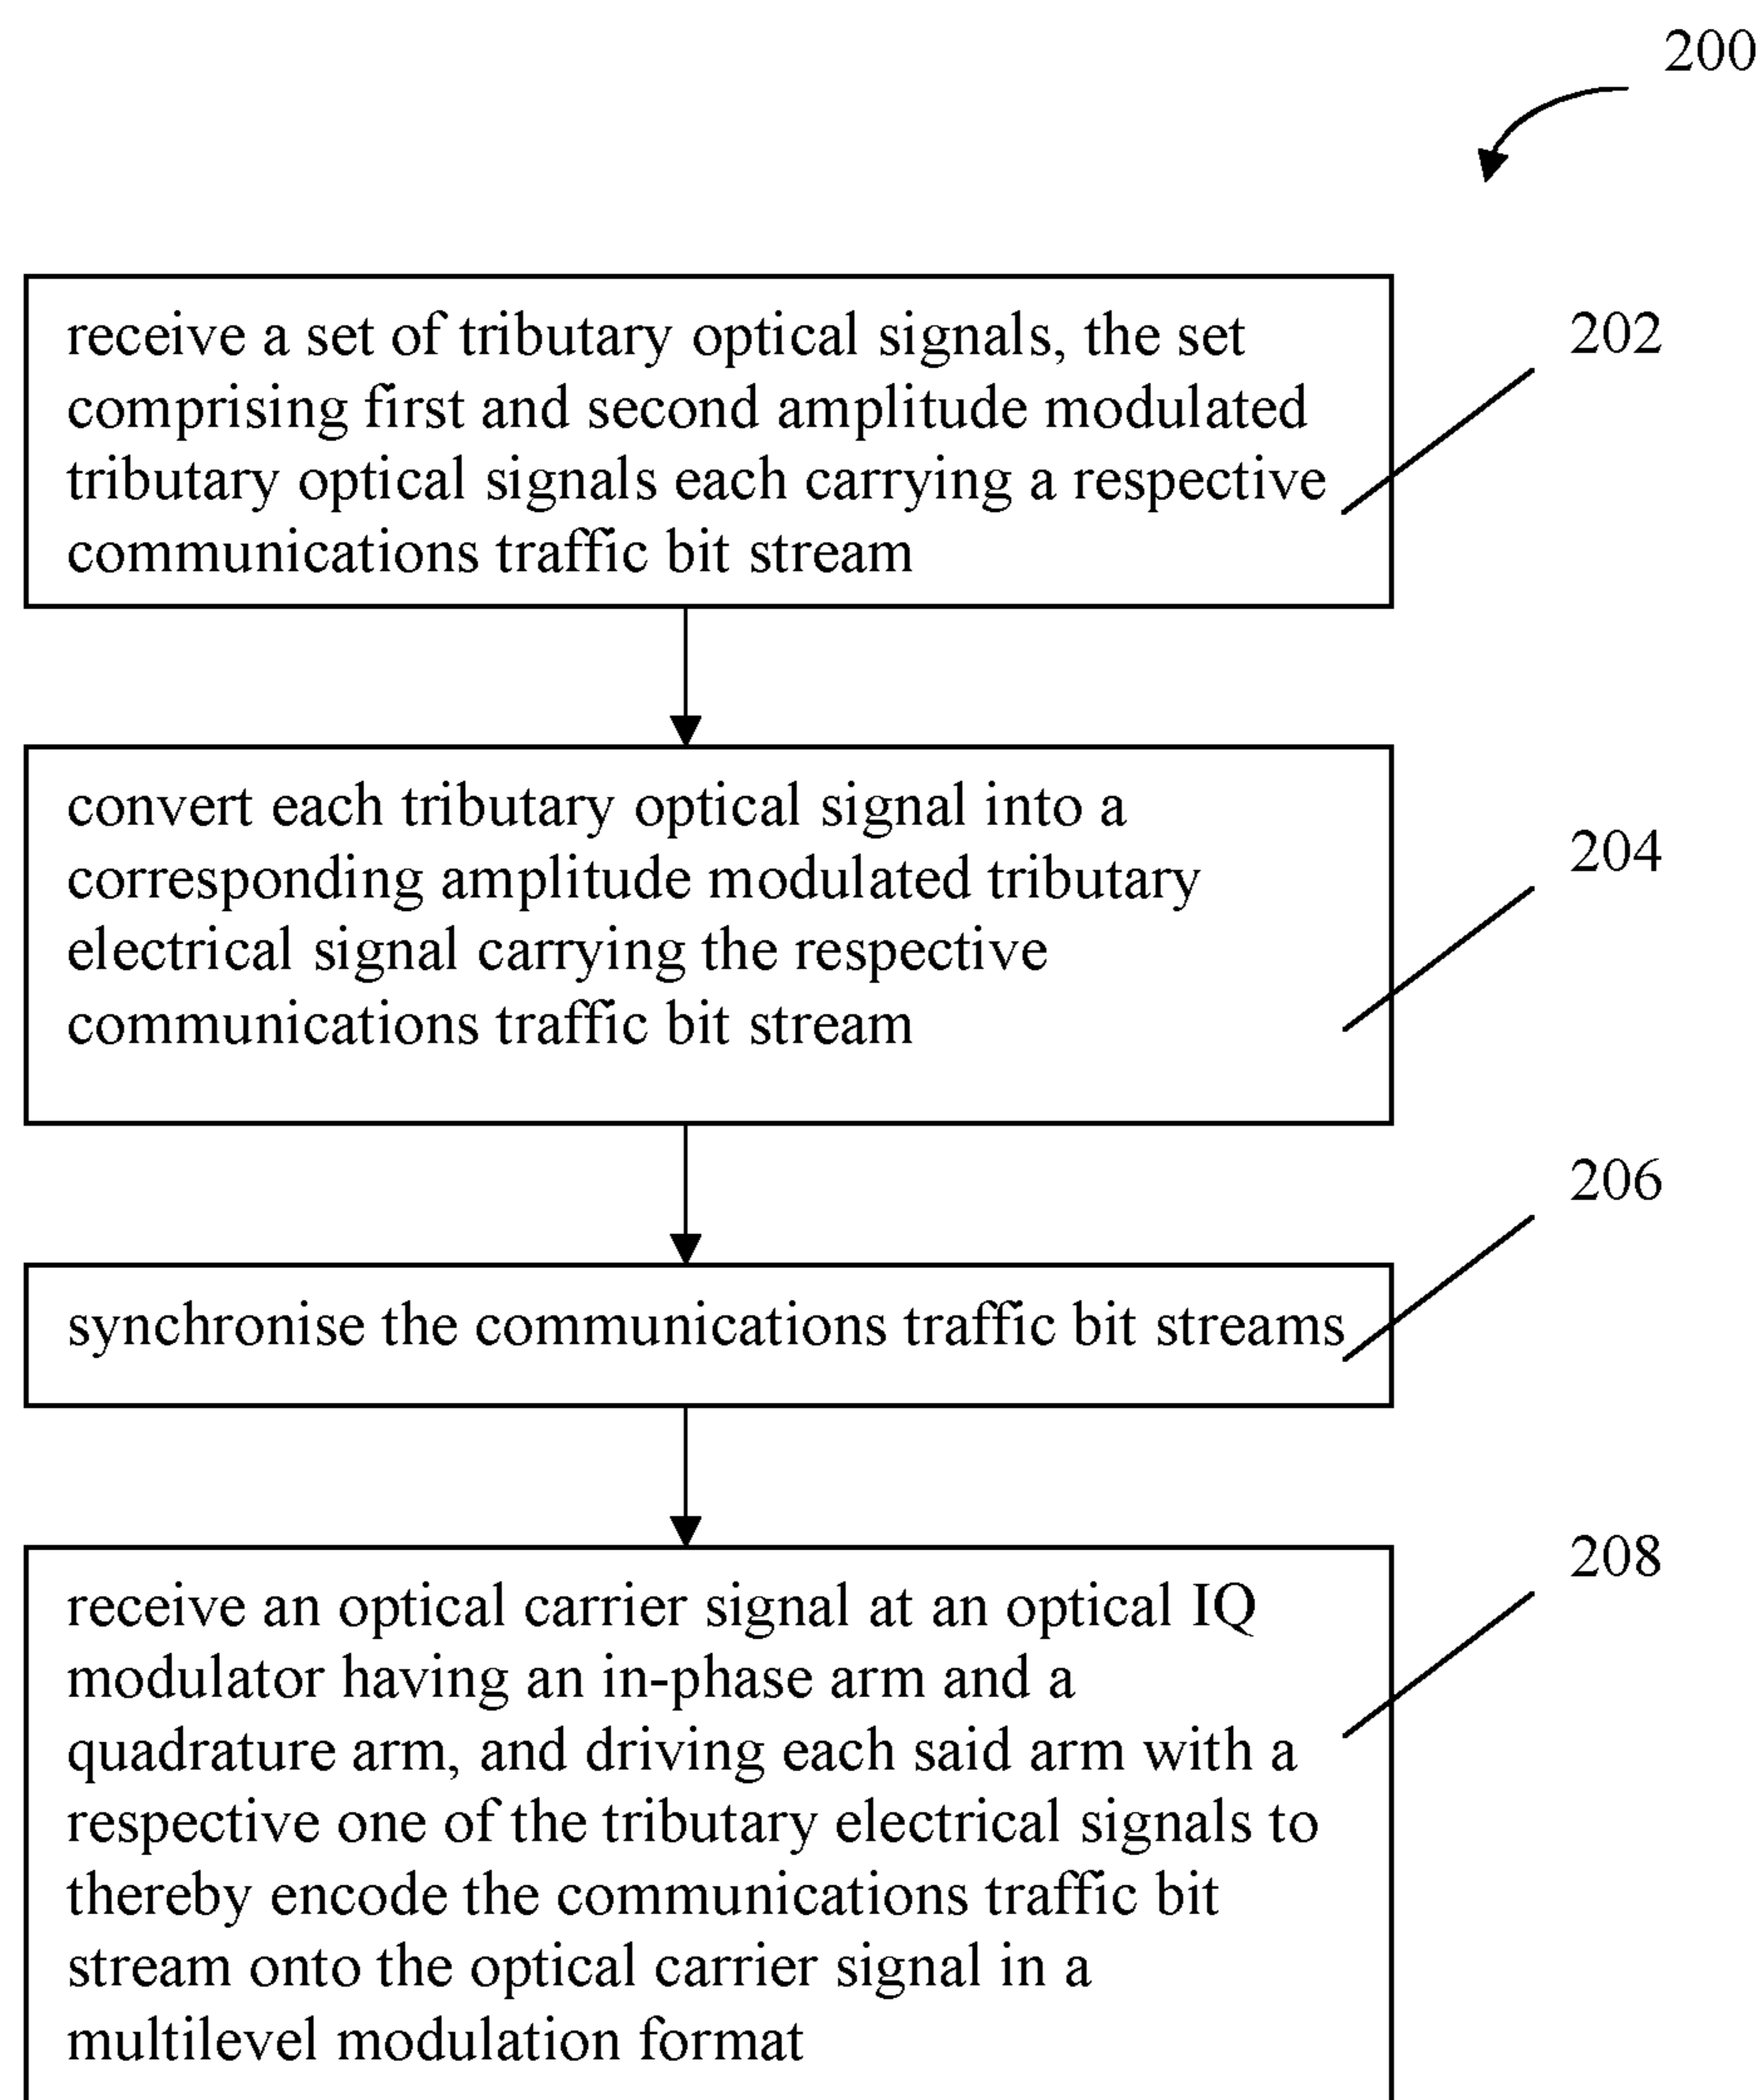 200
receive a set of tributary optical signals, the set
comprising first and second amplitude modulated
tributary optical signals each carrying a respective
communications traffic bit stream
202
convert each tributary optical signal into a
corresponding amplitude modulated tributary
electrical signal carrying the respective
communications traffic bit stream
204
synchronise the communications traffic bit streams
206
receive an optical carrier signal at an optical IQ
modulator having an in-phase arm and a
quadrature arm, and driving each said arm with a
respective one of the tributary electrical signals to
thereby encode the communications traffic bit
stream onto the optical carrier signal in a
multilevel modulation format
208